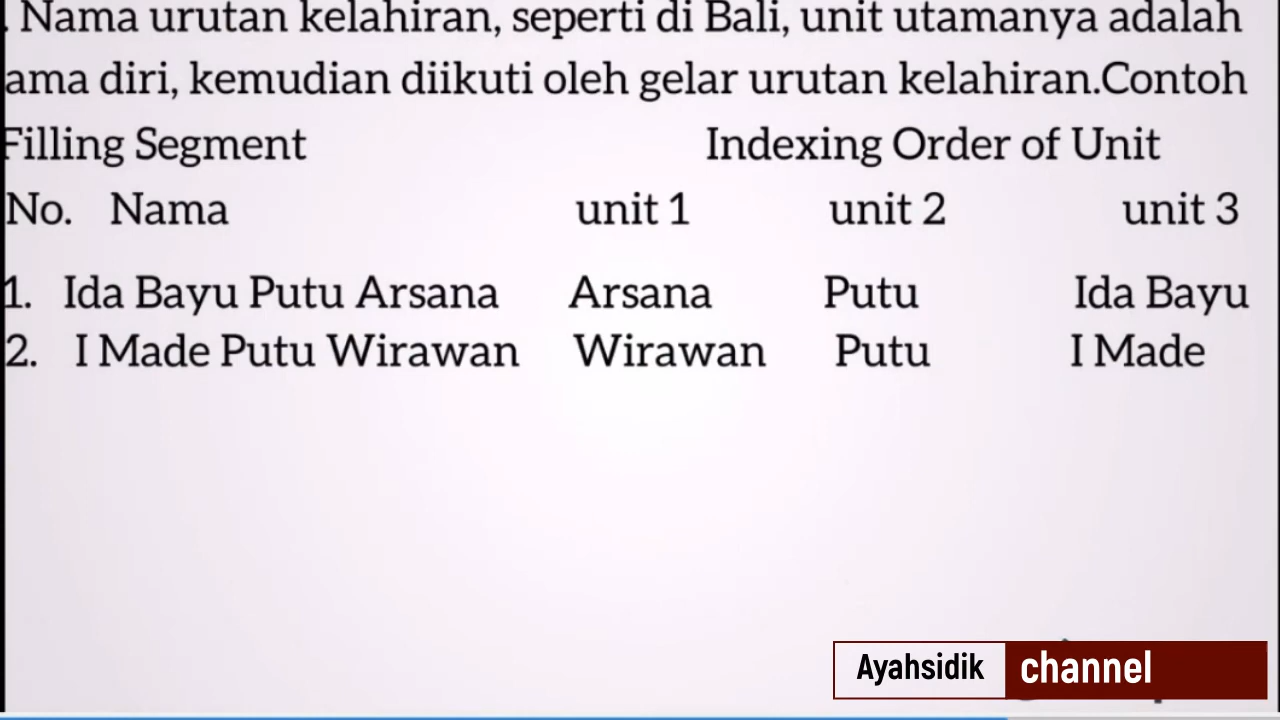 . Nama urutan kelahiran, seperti di Bali, unit utamanya adalah
ama diri, kemudian diikuti oleh gelar urutan kelahiran.Contoh
Filling Segment Indexing Order of Unit
No. Nama unit 1 unit 2 unit 3
1. Ida Bayu Putu Arsana Arsana Putu Ida Bayu
2. I Made Putu Wirawan Wirawan Putu I Made
Ayahsidik channel